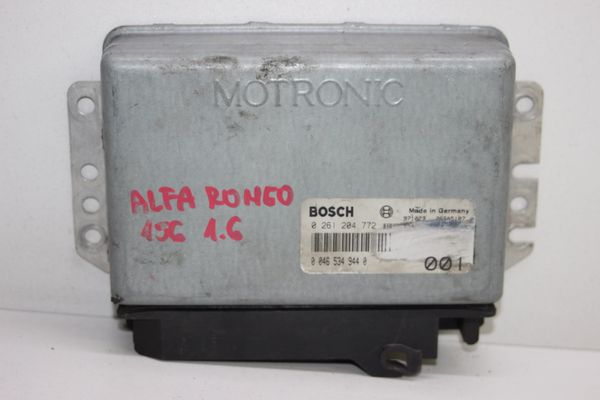 MOTRONIC
ALFA ROMEO
156 1.6
BOSCH Made in Germany
0 261 204 772
0 046 534 944 0
001